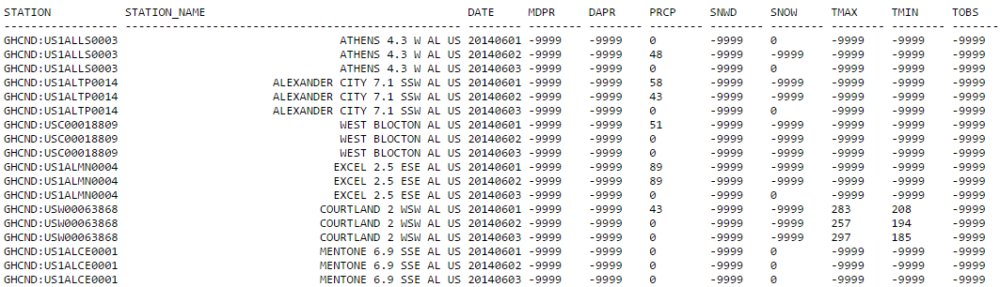 STATION STATION_NAME DATE MDPR DAPR PRCP SNWD SNOW TMAX TMIN TOBS
----------------- -------------------------------------------------- -------- -------- -------- -------- -------- -------- -------- -------- --------
GHCND:US1ALLS0003 ATHENS 4.3 W AL US 20140601 -9999 -9999 0 -9999 0 -9999 -9999 -9999
GHCND:US1ALLS0003 ATHENS 4.3 W AL US 20140602 -9999 -9999 48 -9999 -9999 -9999 -9999 -9999
GHCND:US1ALLS0003 ATHENS 4.3 W AL US 20140603 -9999 -9999 0 -9999 0 -9999 -9999 -9999
GHCND:US1ALTP0014 ALEXANDER CITY 7.1 SSW AL US 20140601 -9999 -9999 58 -9999 -9999 -9999 -9999 -9999
GHCND:US1ALTP0014 ALEXANDER CITY 7.1 SSW AL US 20140602 -9999 -9999 43 -9999 -9999 -9999 -9999 -9999
GHCND:US1ALTP0014 ALEXANDER CITY 7.1 SSW AL US 20140603 -9999 -9999 0 -9999 0 -9999 -9999 -9999
GHCND:USC00018809 WEST BLOCTON AL US 20140601 -9999 -9999 51 -9999 -9999 -9999 -9999 -9999
GHCND:USC00018809 WEST BLOCTON AL US 20140602 -9999 -9999 0 -9999 -9999 -9999 -9999 -9999
GHCND:USC00018809 WEST BLOCTON AL US 20140603 -9999 -9999 0 -9999 -9999 -9999 -9999 -9999
GHCND:US1ALMN0004 EXCEL 2.5 ESE AL US 20140601 -9999 -9999 89 -9999 -9999 -9999 -9999 -9999
GHCND:US1ALMN0004 EXCEL 2.5 ESE AL US 20140602 -9999 -9999 89 -9999 -9999 -9999 -9999 -9999
GHCND:US1ALMN0004 EXCEL 2.5 ESE AL US 20140603 -9999 -9999 0 -9999 0 -9999 -9999 -9999
GHCND:USW00063868 COURTLAND 2 WSW AL US 20140601 -9999 -9999 43 -9999 -9999 283 208 -9999
GHCND:USW00063868 COURTLAND 2 WSW AL US 20140602 -9999 -9999 0 -9999 -9999 257 194 -9999
GHCND:USW00063868 COURTLAND 2 WSW AL US 20140603 -9999 -9999 0 -9999 -9999 297 185 -9999
GHCND:US1ALCE0001 MENTONE 6.9 SSE AL US 20140601 -9999 -9999 0 -9999 0 -9999 -9999 -9999
GHCND:US1ALCE0001 MENTONE 6.9 SSE AL US 20140602 -9999 -9999 0 -9999 0 -9999 -9999 -9999
GHCND:US1ALCE0001 MENTONE 6.9 SSE AL US 20140603 -9999 -9999 0 -9999 0 -9999 -9999 -9999